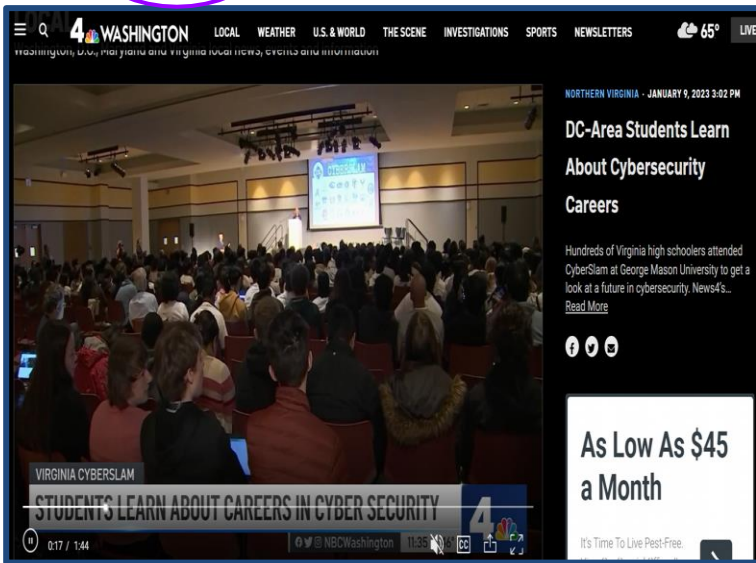 LOCAL
4 WASHINGTON LOCAL WEATHER U.S. & WORLD THE SCENE INVESTIGATIONS SPORTS NEWSLETTERS 65° LIVE
Washington, D.C., Maryland and Virginia local news, events and information
NORTHERN VIRGINIA - JANUARY 9, 2023 3:02 PM
DC-Area Students Learn
About Cybersecurity
Careers
Hundreds of Virginia high schoolers attended
CyberSlam at George Mason University to get a
look at a future in cybersecurity. News4's...
Read More
CYBERSLAM
VIRGINIA CYBERSLAM
STUDENTS LEARN ABOUT CAREERS IN CYBER SECURITY
4
NBCWashington 11:35
0:17 / 1:44
CC
As Low As $45
a Month
It's Time To Live Pest-Free.